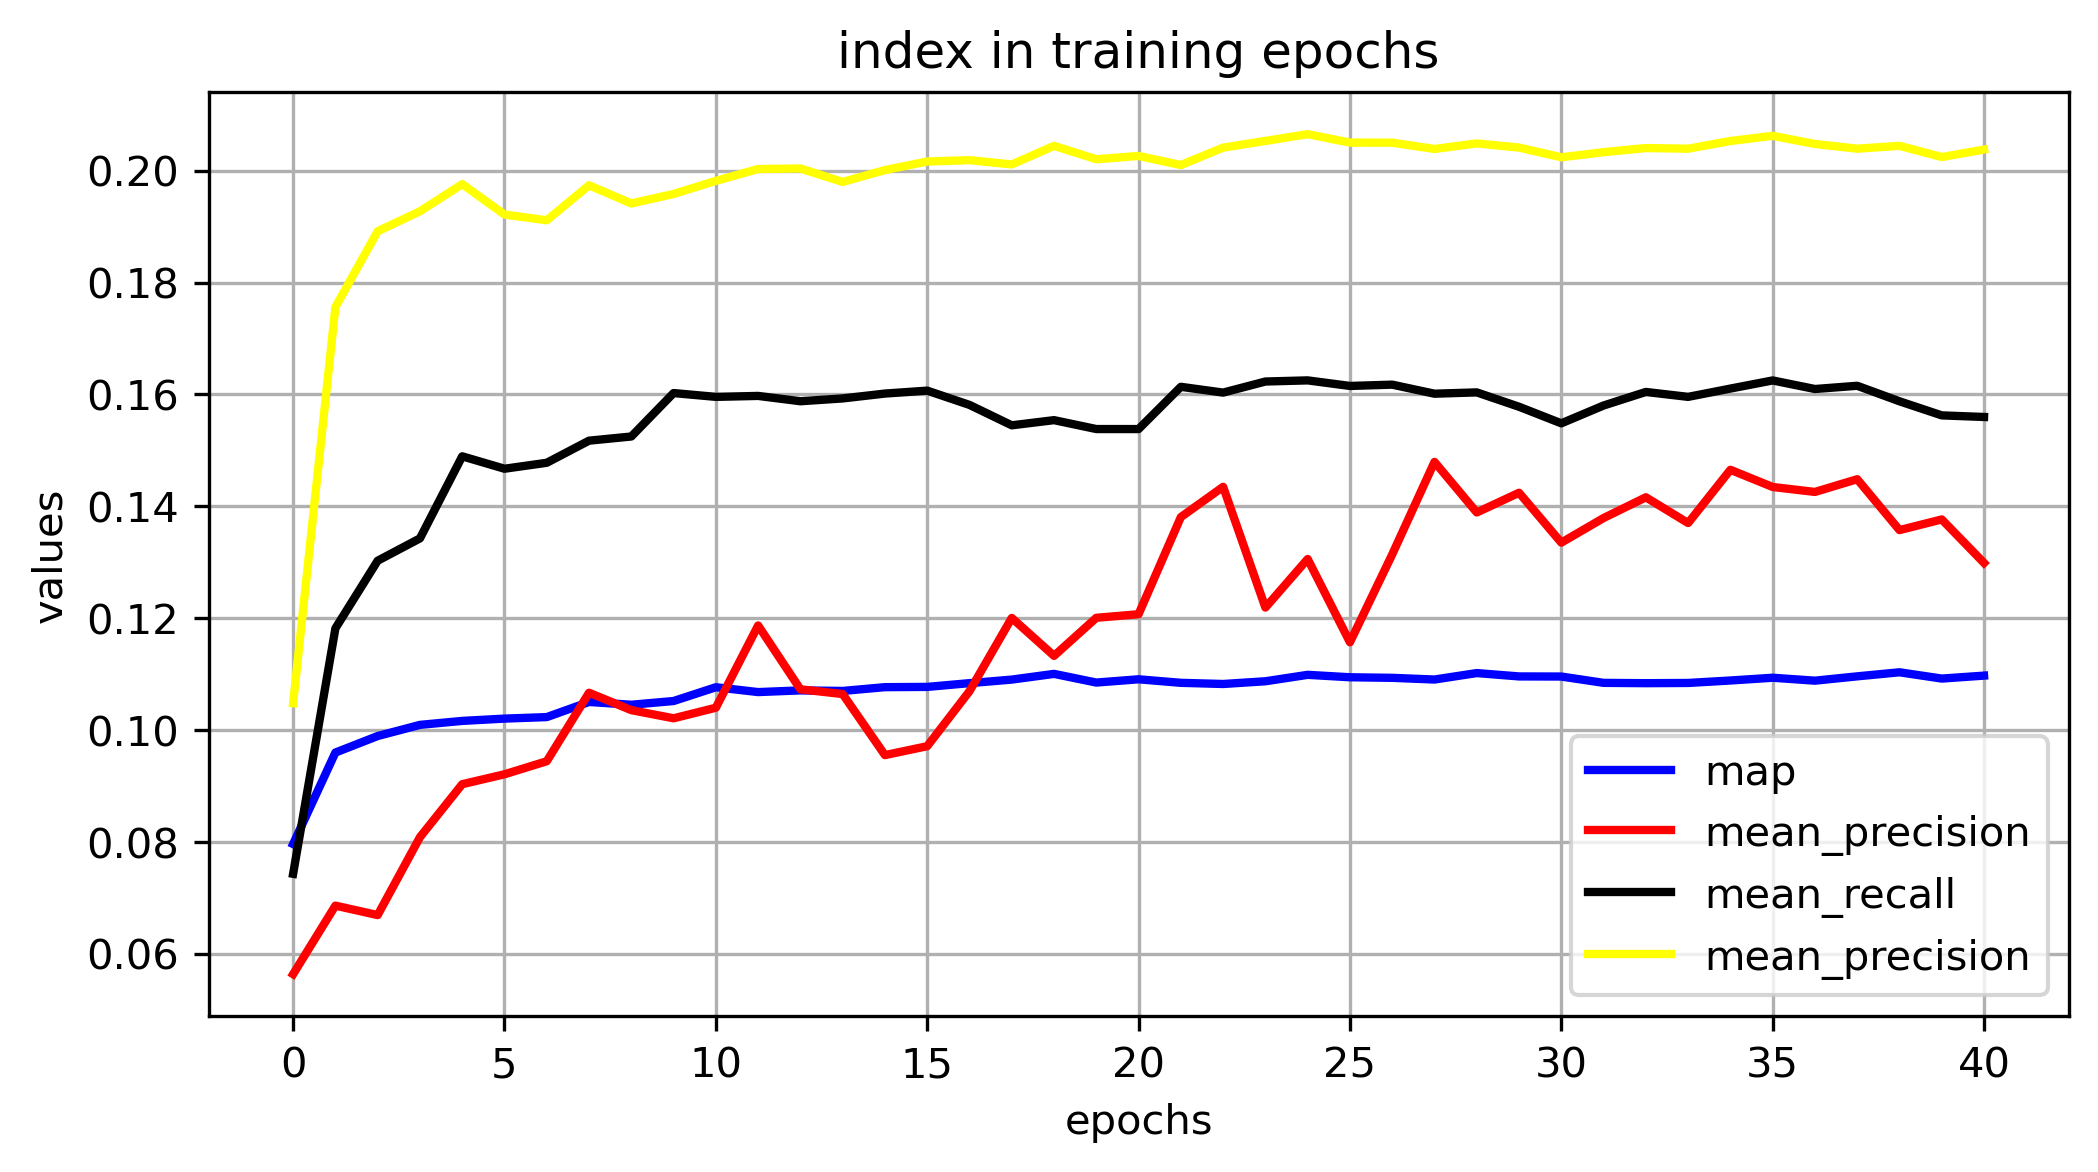 index in training epochs
values
0.20
0.18
0.16
0.14
0.12
0.10
0.08
0.06
map
mean_precision
mean_recall
mean_precision
0 5 10 15 20 25 30 35 40
epochs